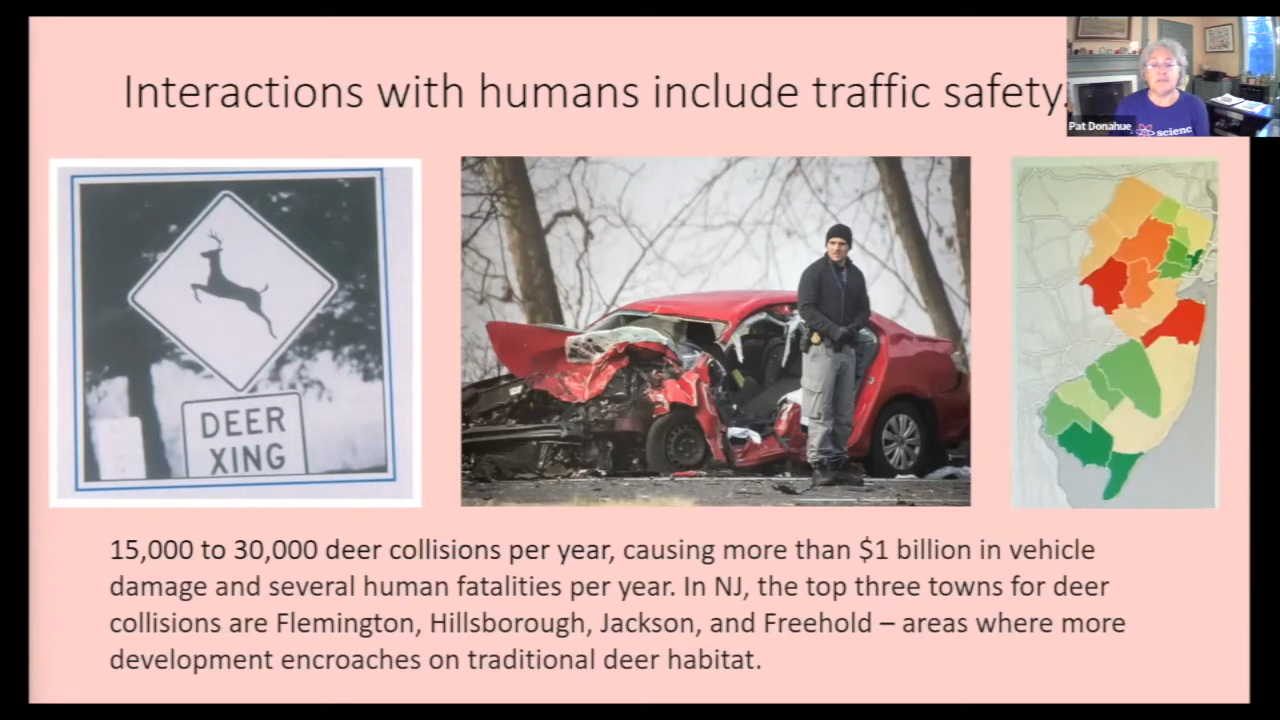 Interactions with humans include traffic safety.
Pat Donahue
scienc
DEER
XING
15,000 to 30,000 deer collisions per year, causing more than $1 billion in vehicle
damage and several human fatalities per year. In NJ, the top three towns for deer
collisions are Flemington, Hillsborough, Jackson, and Freehold – areas where more
development encroaches on traditional deer habitat.